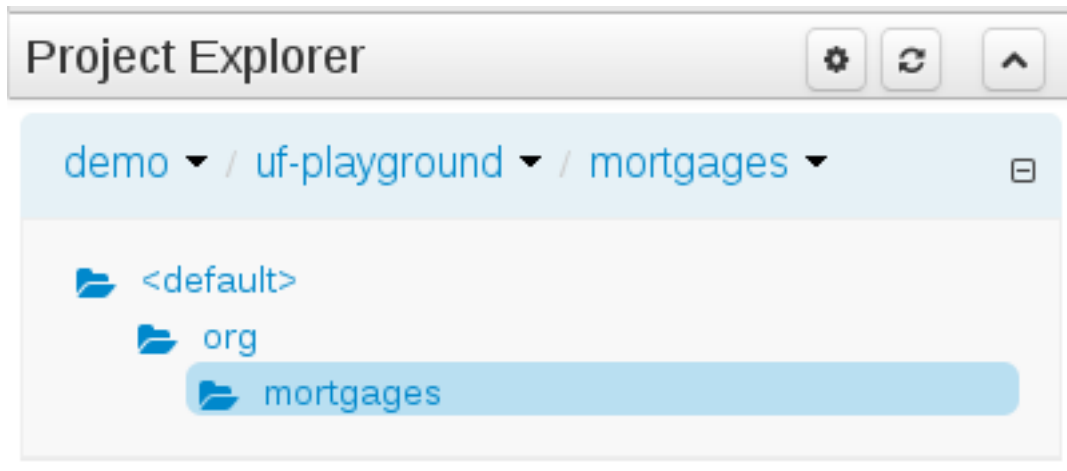 Project Explorer
demo / uf-playground / mortgages
<default>
org
mortgages